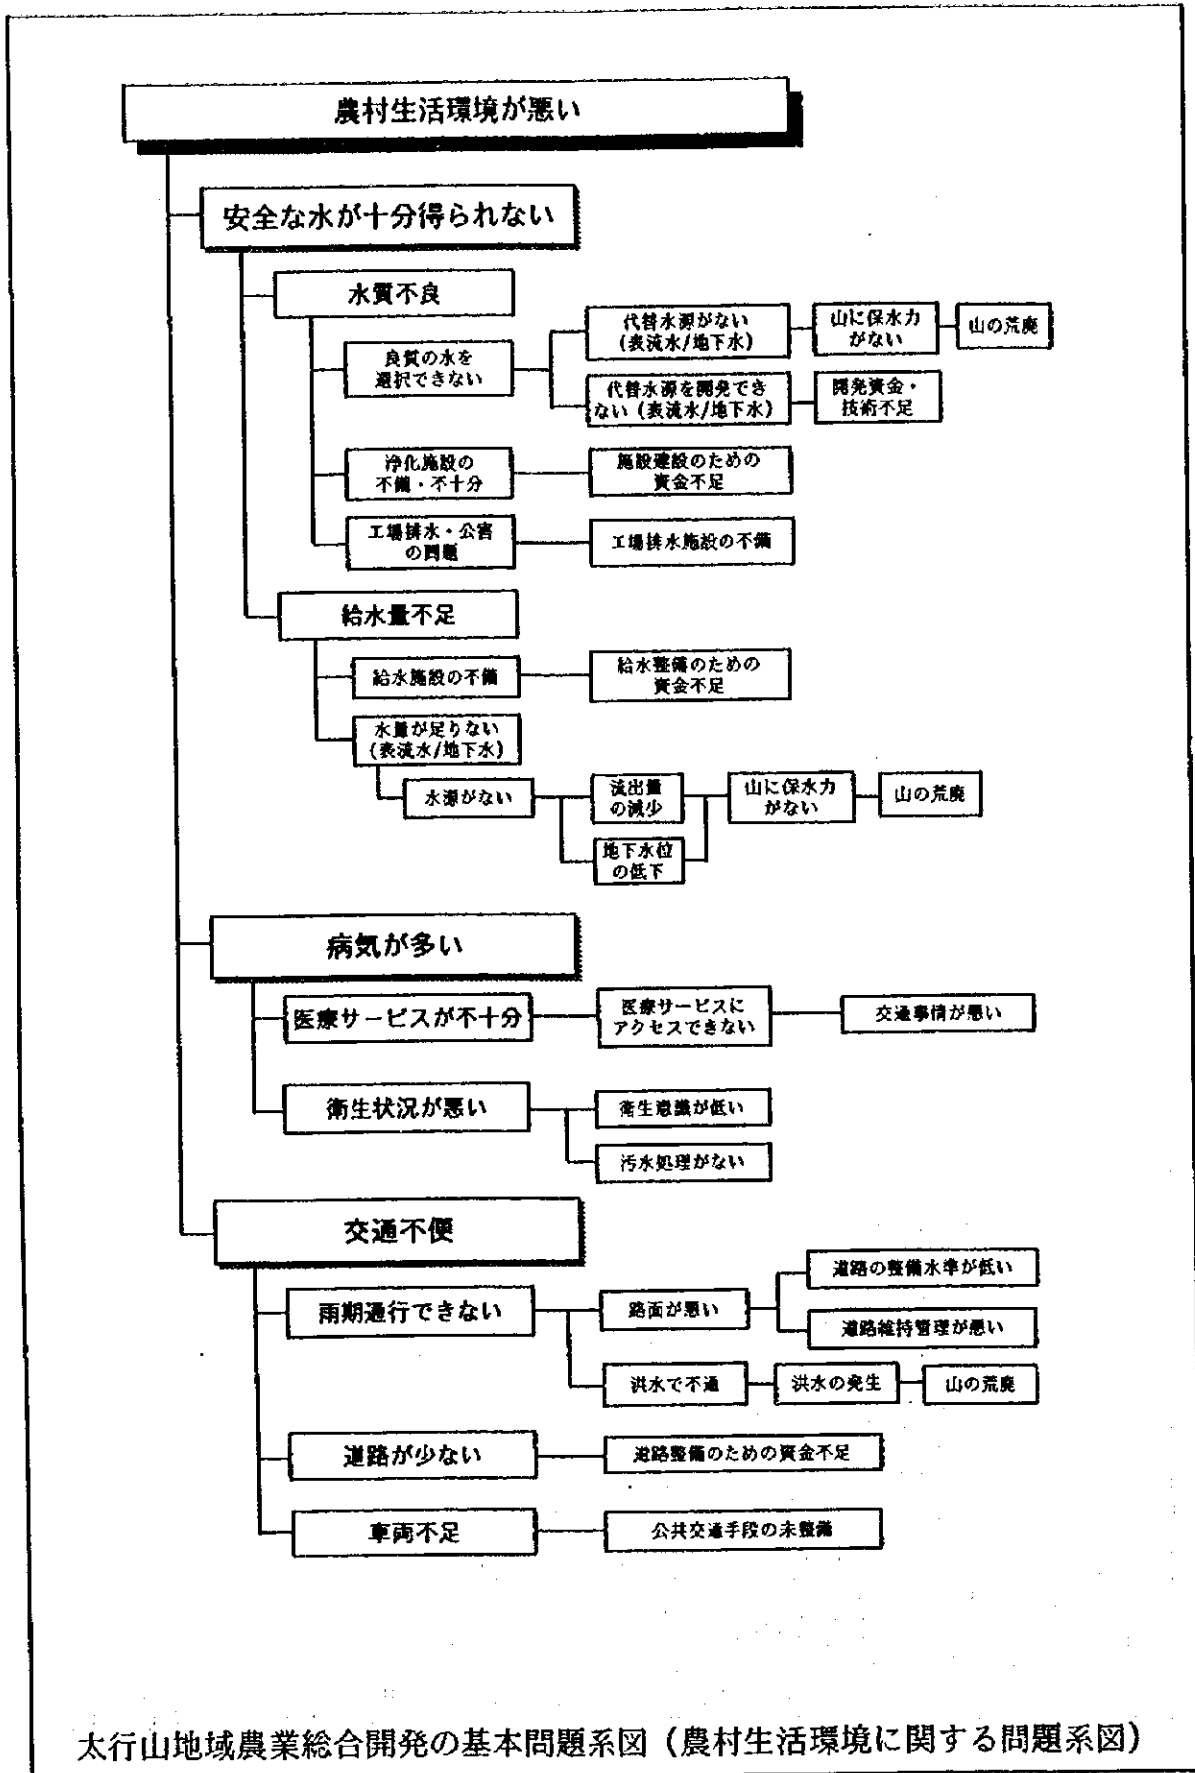 農村生活環境が悪い
安全な水が十分得られない
水質不良
良質の水を
選択できない
代替水源がない
(表流水/地下水)
山に保水力
がない
山の荒廃
代替水源を開発でき
ない(表流水/地下水)
開発資金・
技術不足
浄化施設の
不備・不十分
施設建設のための
資金不足
工場排水・公害
の問題
工場排水施設の不備
給水量不足
給水施設の不備
給水整備のための
資金不足
水量が足りない
(表流水/地下水)
水源がない
流出量
の減少
山に保水力
がない
山の荒廃
地下水位
の低下
病気が多い
医療サービスが不十分
医療サービスに
アクセスできない
交通事情が悪い
衛生状況が悪い
衛生意識が低い
汚水処理がない
交通不便
雨期通行できない
路面が悪い
道路の整備水準が低い
道路維持管理が悪い
洪水で不通
洪水の発生
山の荒廃
道路が少ない
道路整備のための資金不足
車両不足
公共交通手段の未整備
太行山地域農業総合開発の基本問題系図(農村生活環境に関する問題系図)